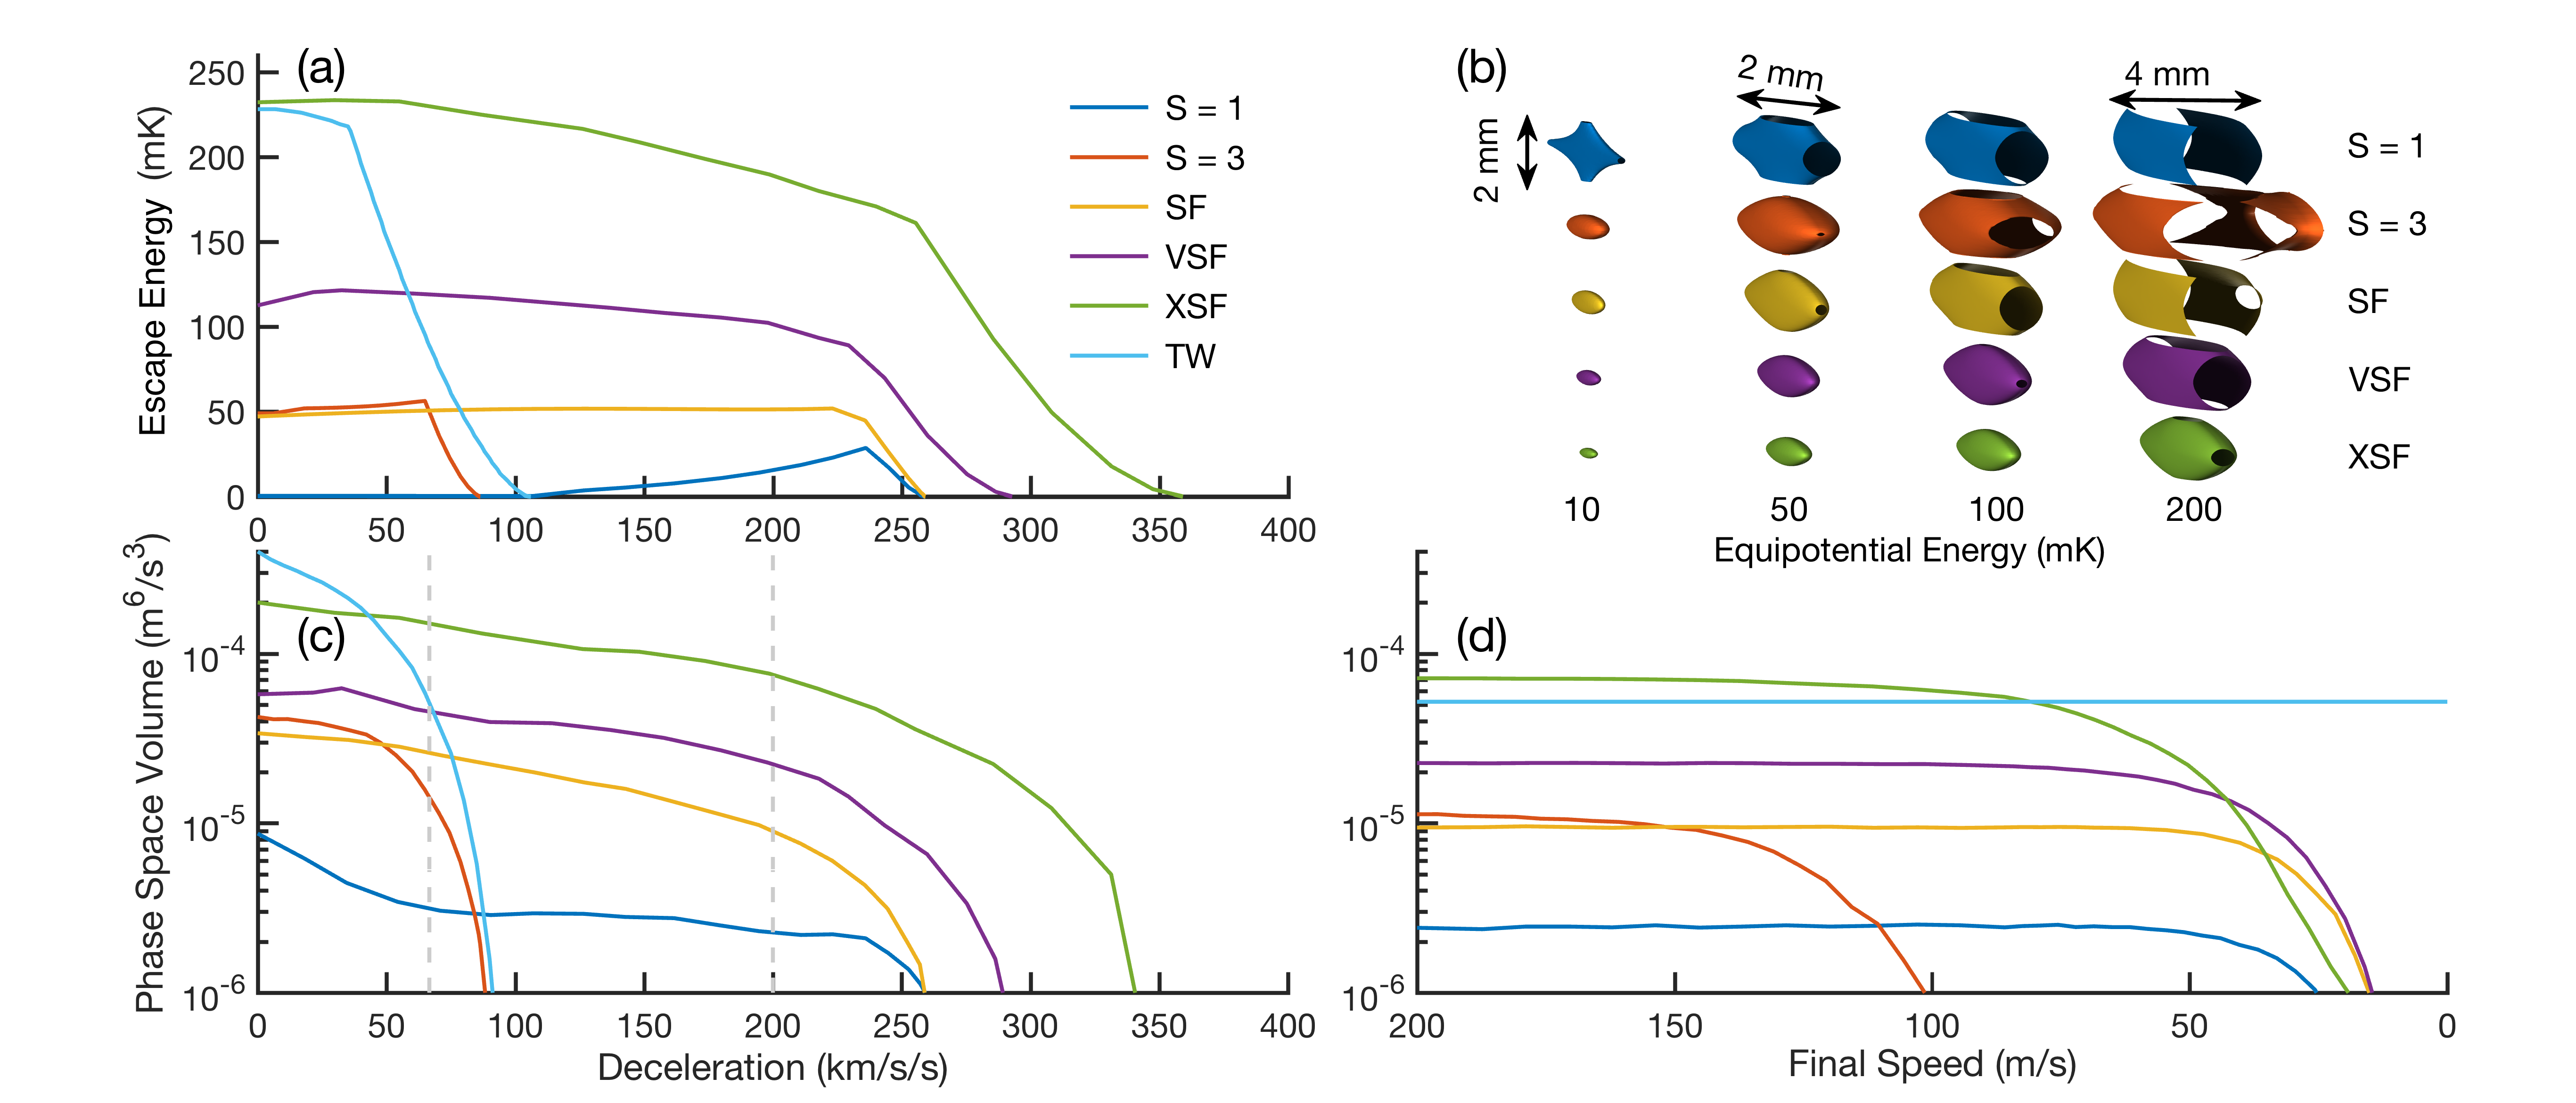 (a)
Escape Energy (mK)
250
200
150
100
50
0
0 50 100 150 200 250 300 350 400
S = 1
S = 3
SF
VSF
XSF
TW
(b)
2 mm
2 mm
4 mm
S = 1
S = 3
SF
VSF
XSF
10 50 100 200
Equipotential Energy (mK)
(c)
Phase Space Volume (m⁶/s³)
10⁻⁴
10⁻⁵
10⁻⁶
0 50 100 150 200 250 300 350 400
Deceleration (km/s/s)
(d)
10⁻⁴
10⁻⁵
10⁻⁶
200 150 100 50 0
Final Speed (m/s)